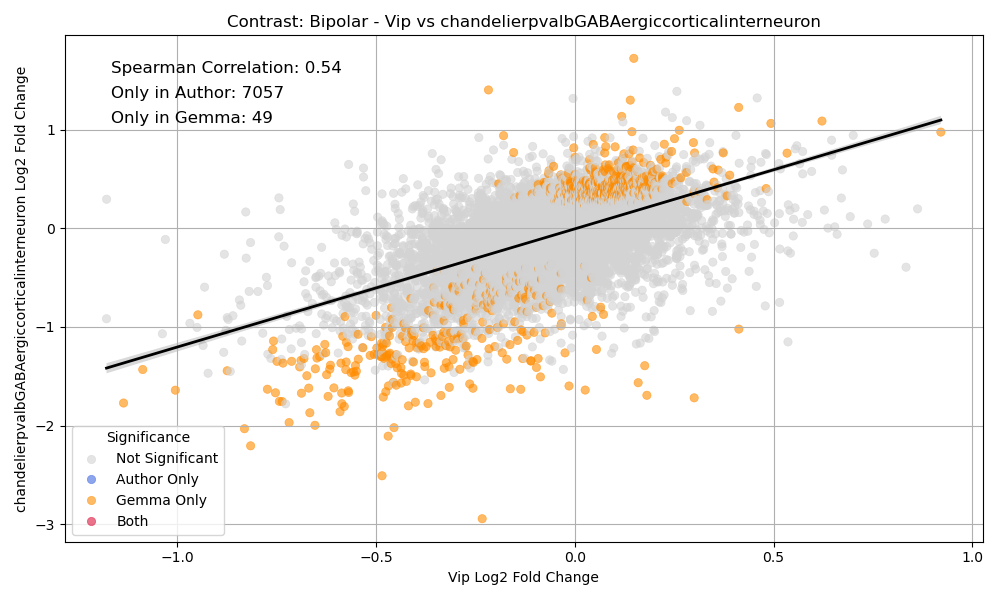 Contrast: Bipolar - Vip vs chandelierpvalbGABAergiccorticalinterneuron
Spearman Correlation: 0.54
Only in Author: 7057
Only in Gemma: 49
chandelierpvalbGABAergiccorticalinterneuron Log2 Fold Change
1
0
−1
−2
−3
Significance
Not Significant
Author Only
Gemma Only
Both
−1.0
−0.5
0.0
0.5
1.0
Vip Log2 Fold Change